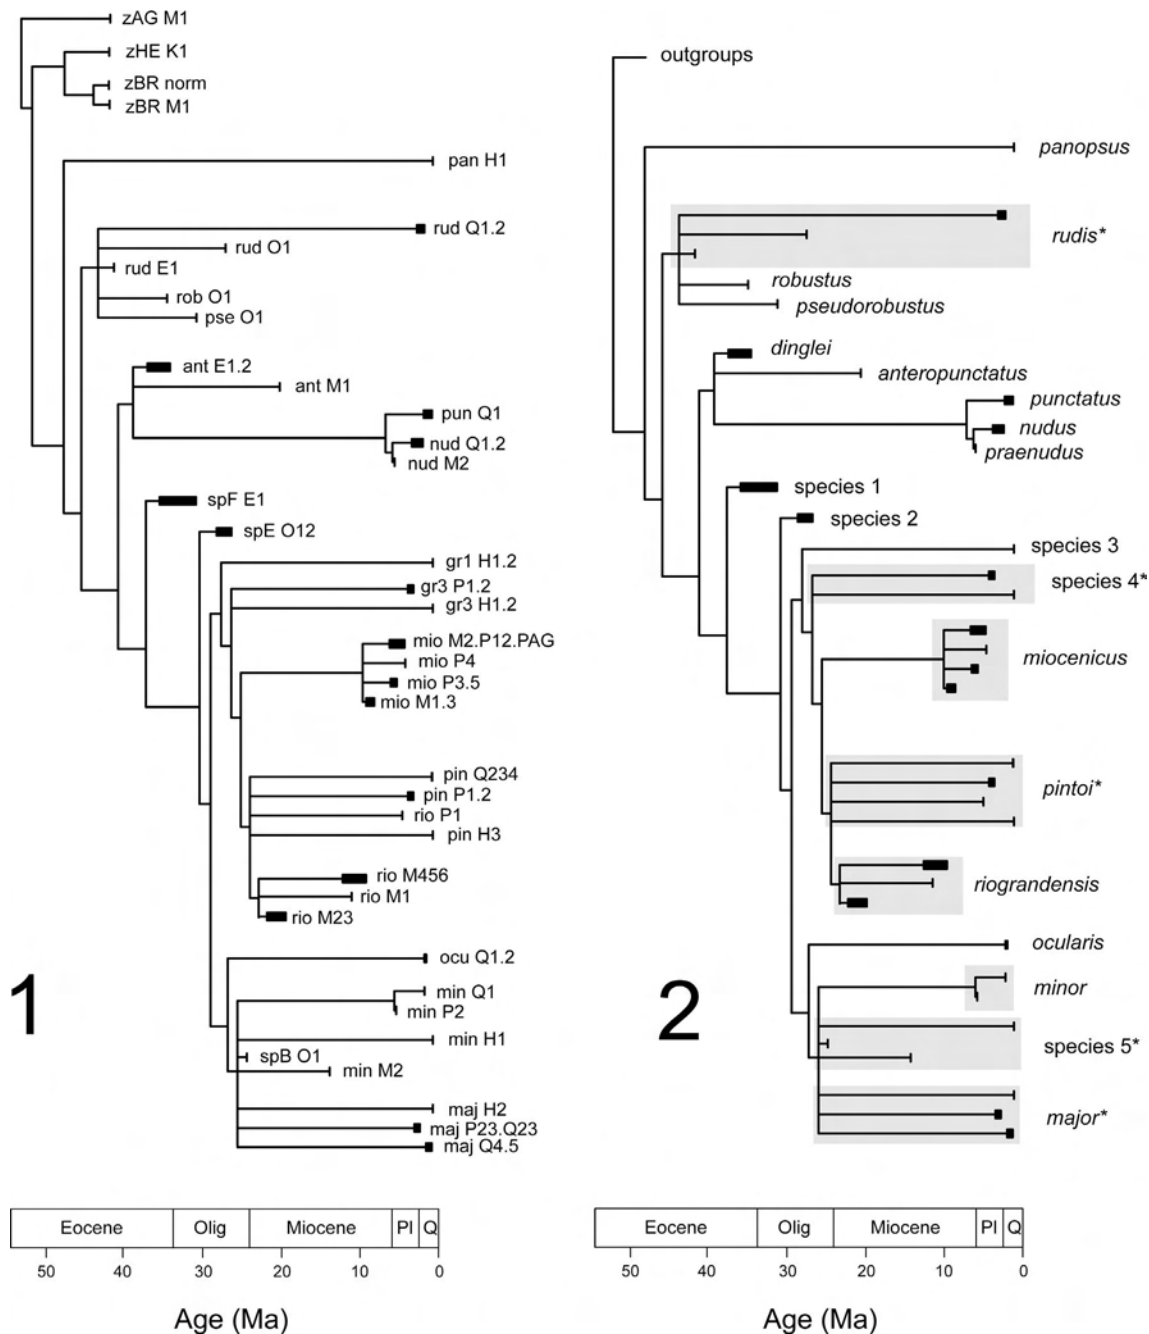 zAG M1
zHE K1
zBR norm
zBR M1
pan H1
rud Q1.2
rud O1
rud E1
rob O1
pse O1
ant E1.2
ant M1
pun Q1
nud Q1.2
nud M2
spF E1
spE O12
gr1 H1.2
gr3 P1.2
gr3 H1.2
mio M2.P12.PAG
mio P4
mio P3.5
mio M1.3
pin Q234
pin P1.2
rio P1
pin H3
rio M456
rio M1
rio M23
ocu Q1.2
min Q1
min P2
min H1
spB O1
min M2
maj H2
maj P23.Q23
maj Q4.5
1
Eocene Olig Miocene Pl Q
50 40 30 20 10 0
Age (Ma)
outgroups
panopsus
rudis*
robustus
pseudorobustus
dinglei
anteropunctatus
punctatus
nudus
praenudus
species 1
species 2
species 3
species 4*
miocenicus
pintoi*
riograndensis
ocularis
minor
species 5*
major*
2
Eocene Olig Miocene Pl Q
50 40 30 20 10 0
Age (Ma)